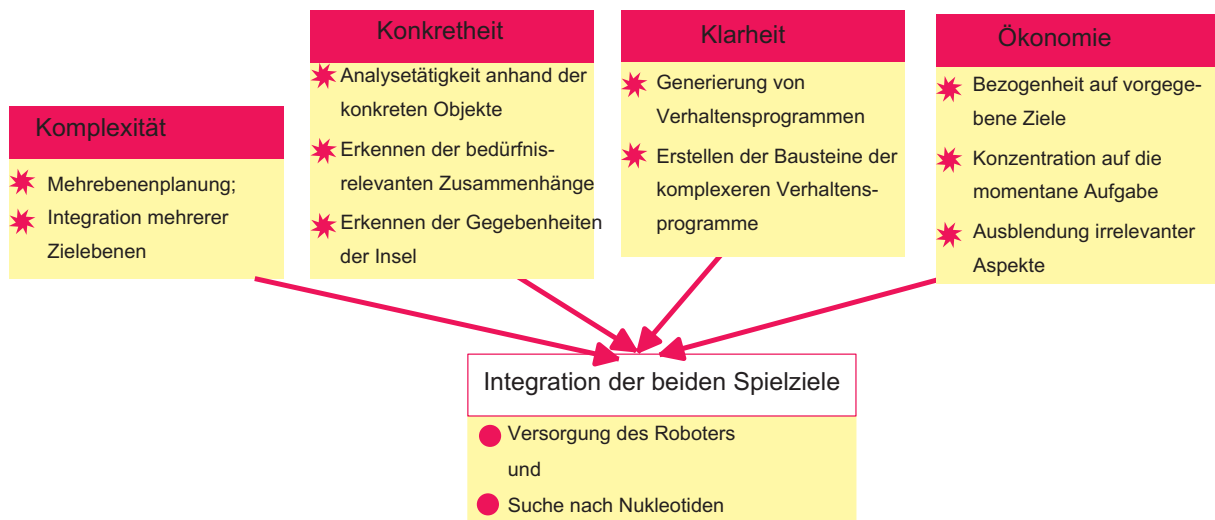 Komplexität
Mehrebenenplanung;
Integration mehrerer
Zielebenen
Konkretheit
Analysetätigkeit anhand der
konkreten Objekte
Erkennen der bedürfnis-
relevanten Zusammenhänge
Erkennen der Gegebenheiten
der Insel
Klarheit
Generierung von
Verhaltensprogrammen
Erstellen der Bausteine der
komplexeren Verhaltens-
programme
Ökonomie
Bezogenheit auf vorgege-
bene Ziele
Konzentration auf die
momentane Aufgabe
Ausblendung irrelevanter
Aspekte
Integration der beiden Spielziele
Versorgung des Roboters
und
Suche nach Nukleotiden